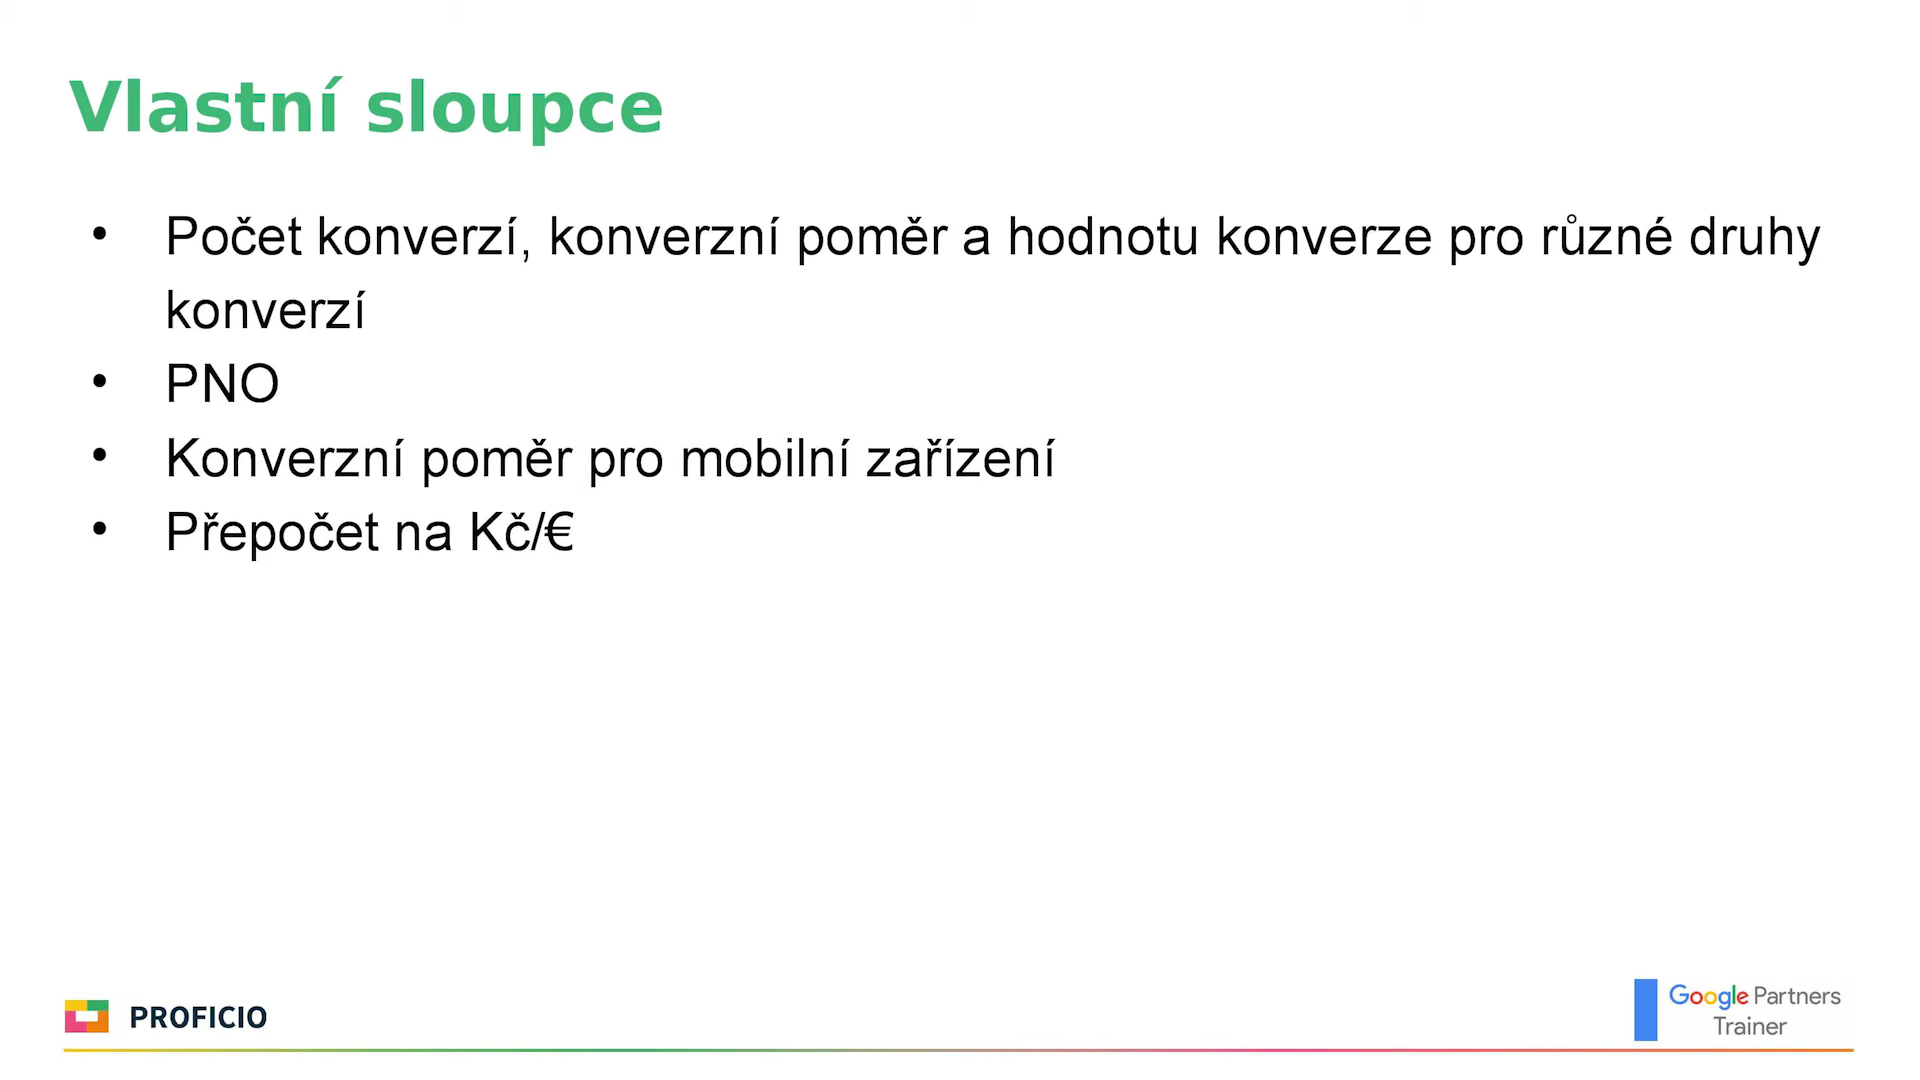 Vlastní sloupce
• Počet konverzí, konverzní poměr a hodnotu konverze pro různé druhy
konverzí
• PNO
• Konverzní poměr pro mobilní zařízení
• Přepočet na Kč/€
PROFICIO
Google Partners
Trainer